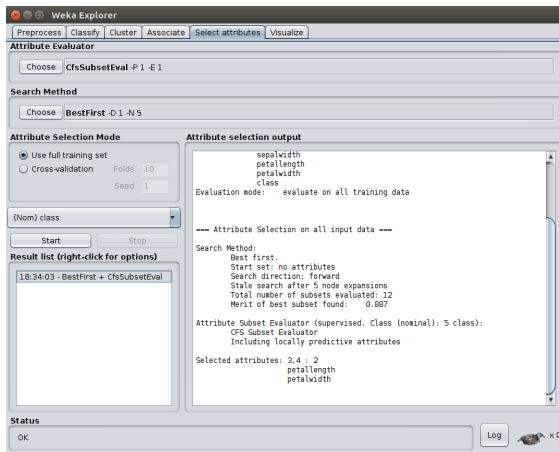 Weka Explorer
Preprocess Classify Cluster Associate Select attributes Visualize
Attribute Evaluator
Choose CfsSubsetEval -P 1 -E 1
Search Method
Choose BestFirst -D 1 -N 5
Attribute Selection Mode
Use full training set
Cross-validation Folds 10
Seed 1
(Nom) class
Start Stop
Result list (right-click for options)
18:34:03 - BestFirst + CfsSubsetEval
Attribute selection output
sepalwidth
petallength
petalwidth
class
Evaluation mode: evaluate on all training data
=== Attribute Selection on all input data ===
Search Method:
Best first.
Start set: no attributes
Search direction: forward
Stale search after 5 node expansions
Total number of subsets evaluated: 12
Merit of best subset found: 0.887
Attribute Subset Evaluator (supervised, Class (nominal): 5 class):
CFS Subset Evaluator
Including locally predictive attributes
Selected attributes: 3,4 : 2
petallength
petalwidth
Status
OK
Log x 0